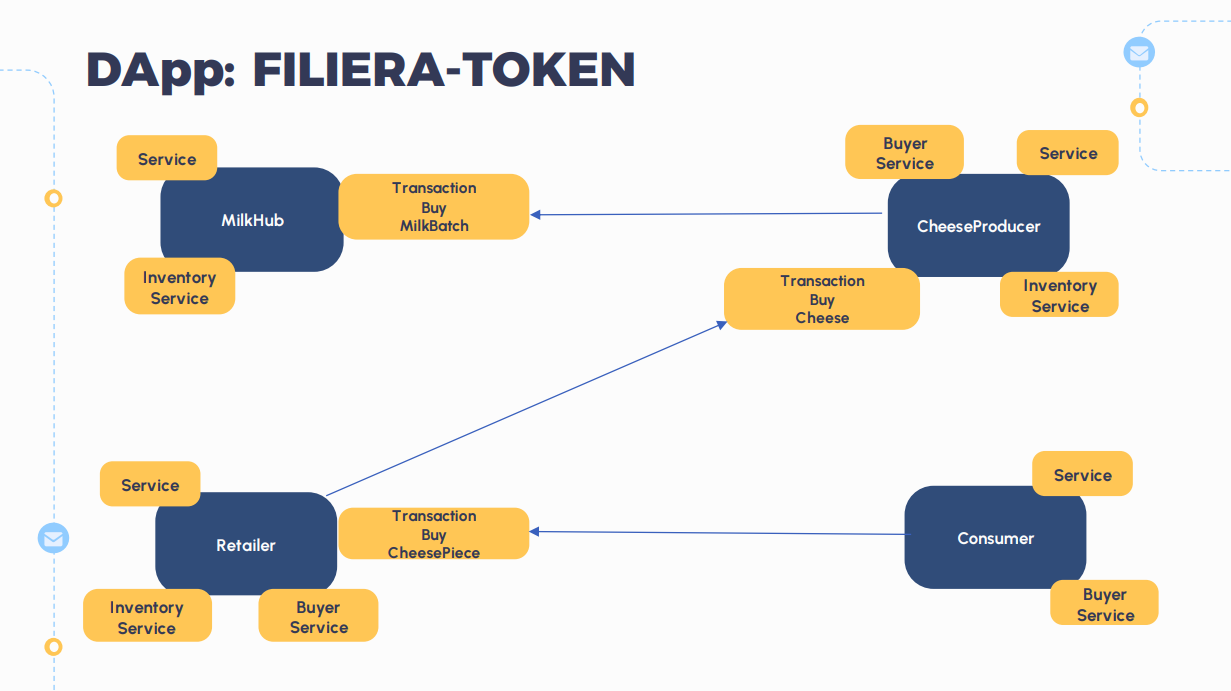 DApp: FILIERA-TOKEN
Service
MilkHub
Inventory
Service
Transaction
Buy
MilkBatch
Buyer
Service
Service
CheeseProducer
Transaction
Buy
Cheese
Inventory
Service
Service
Retailer
Inventory
Service
Buyer
Service
Transaction
Buy
CheesePiece
Service
Consumer
Buyer
Service